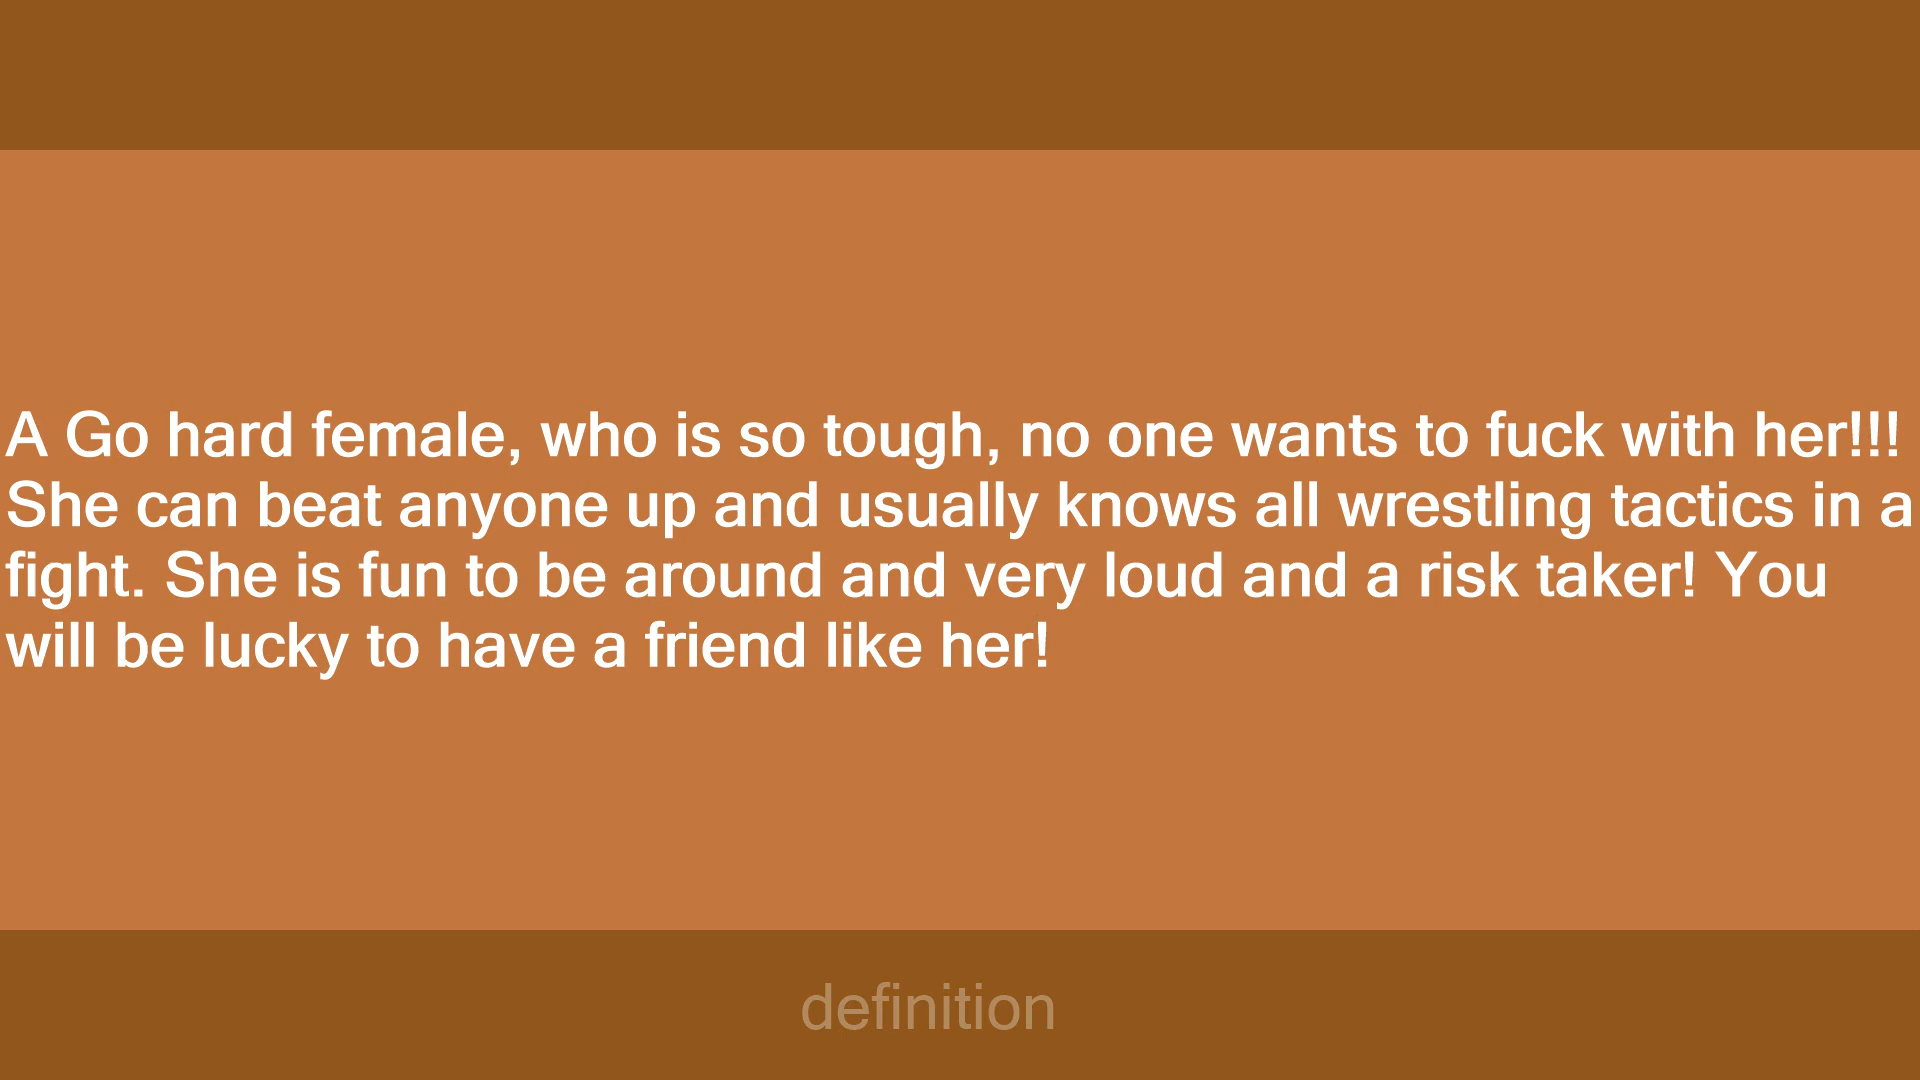 A Go hard female, who is so tough, no one wants to fuck with her!!!
She can beat anyone up and usually knows all wrestling tactics in a
fight. She is fun to be around and very loud and a risk taker! You
will be lucky to have a friend like her!
definition